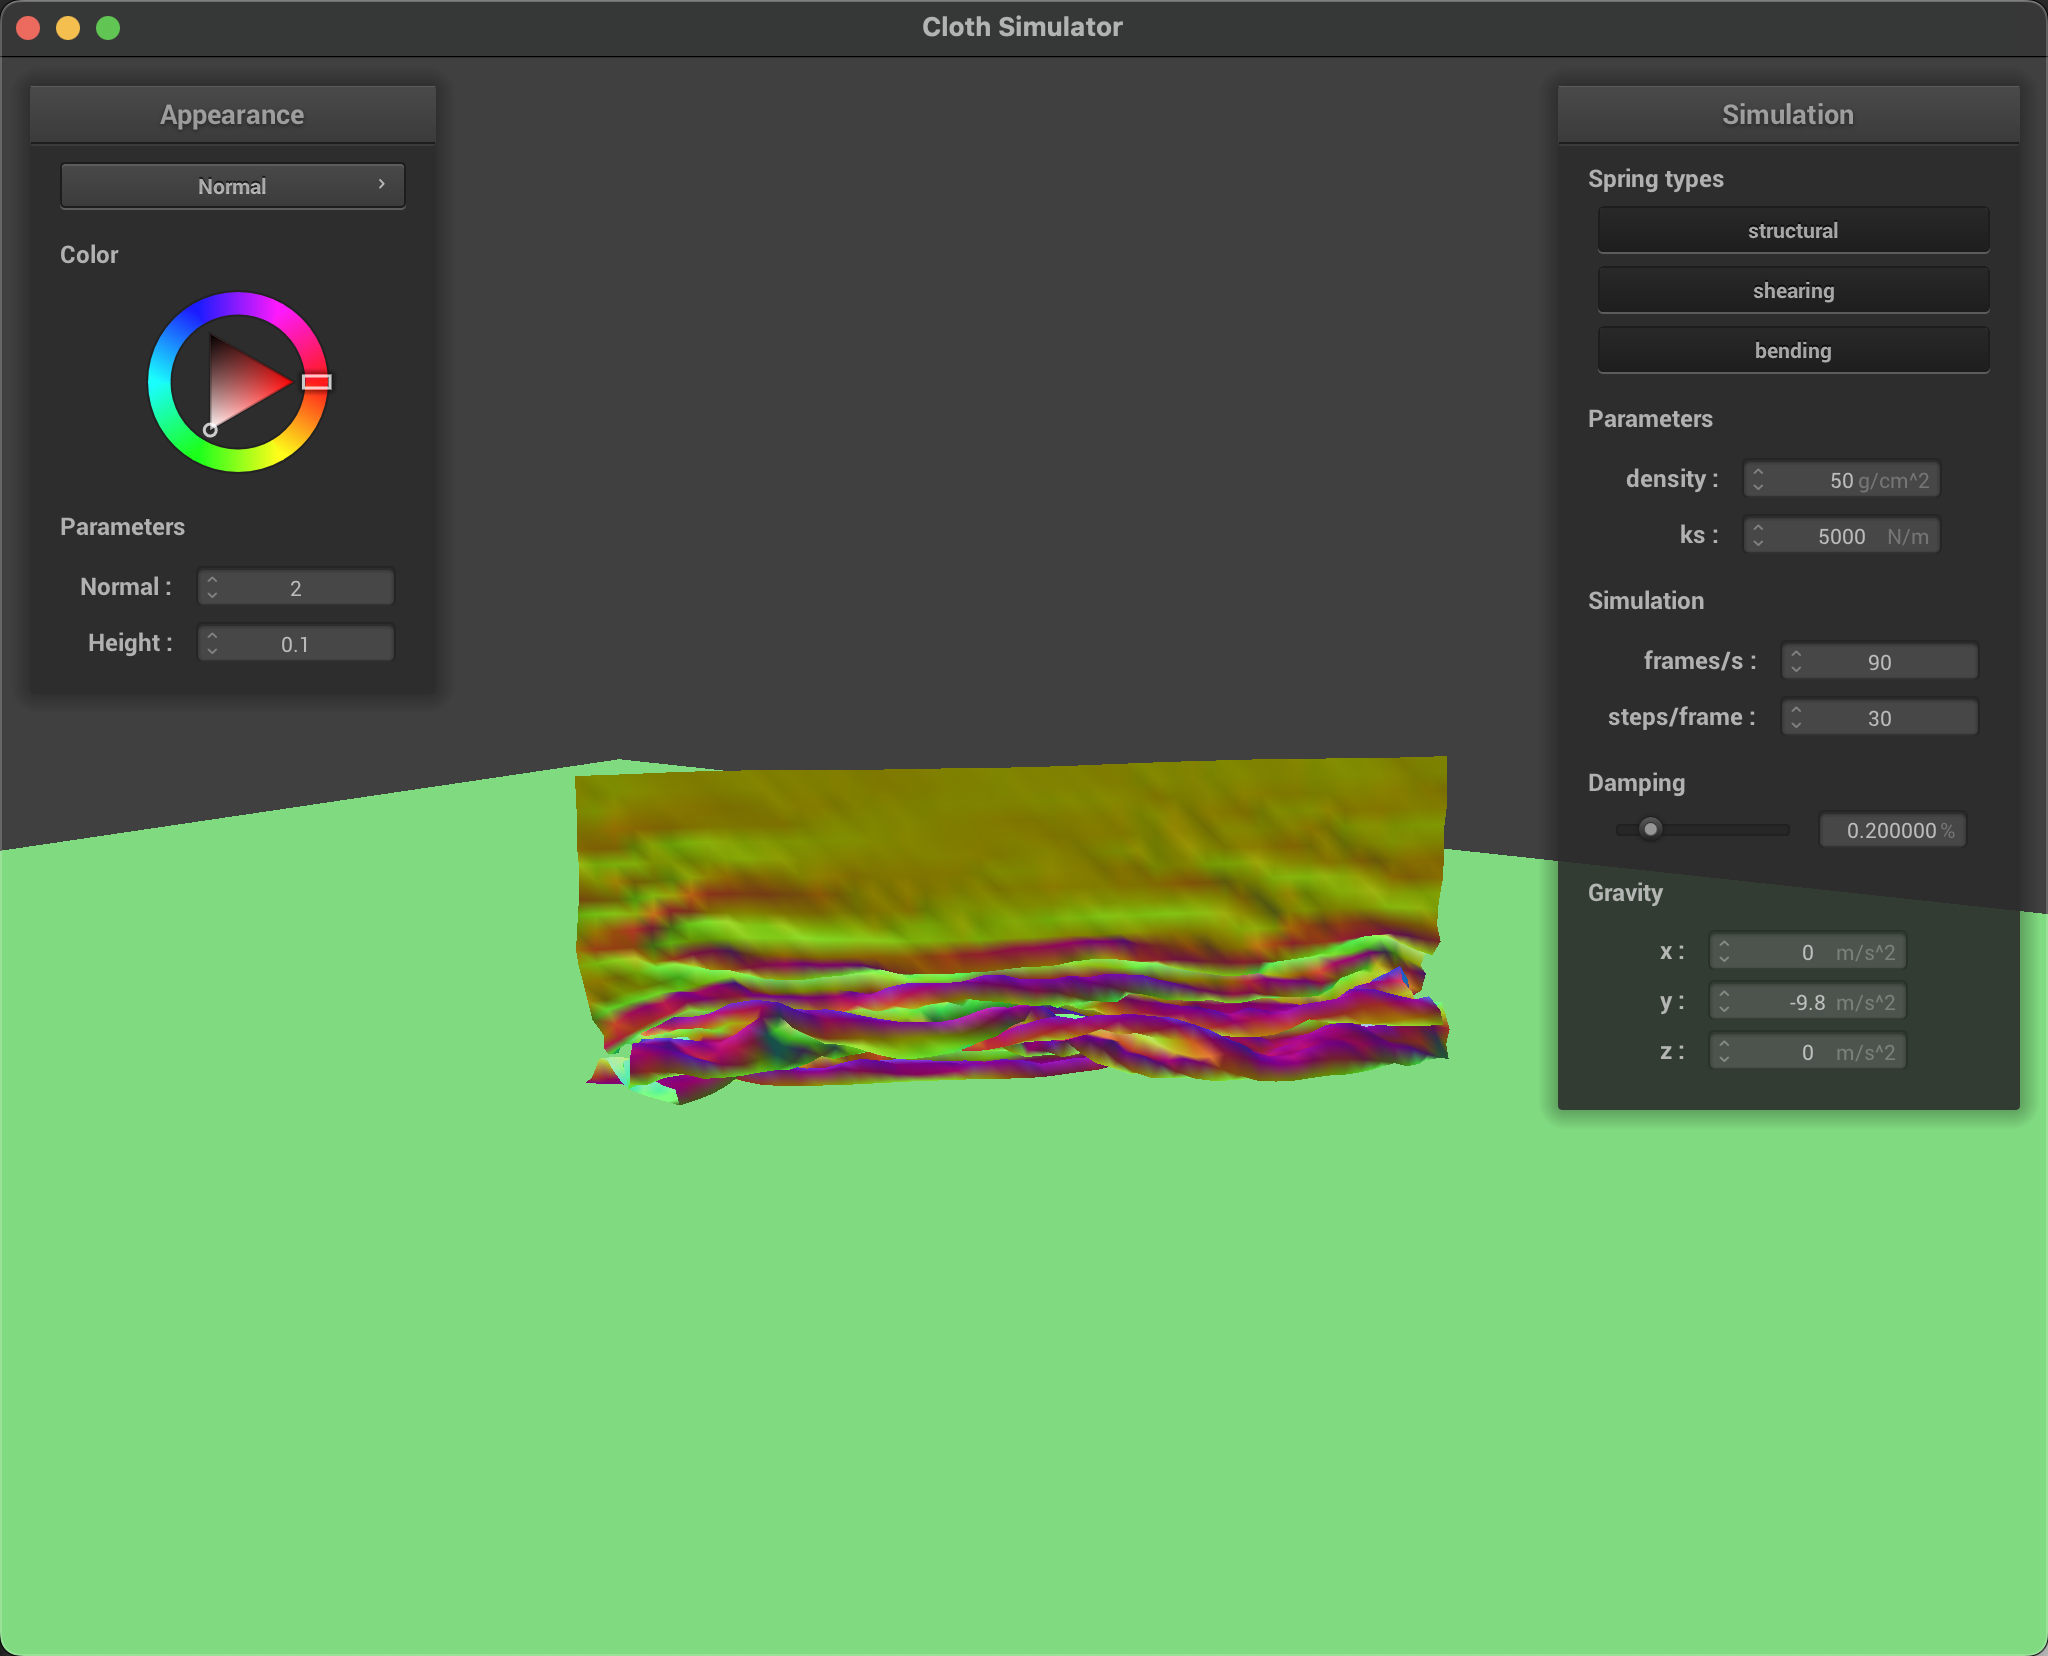 Cloth Simulator
Appearance
Normal
Color
Parameters
Normal : 2
Height : 0.1
Simulation
Spring types
structural
shearing
bending
Parameters
density : 50 g/cm^2
ks : 5000 N/m
Simulation
frames/s : 90
steps/frame : 30
Damping
0.200000 %
Gravity
x : 0 m/s^2
y : -9.8 m/s^2
z : 0 m/s^2